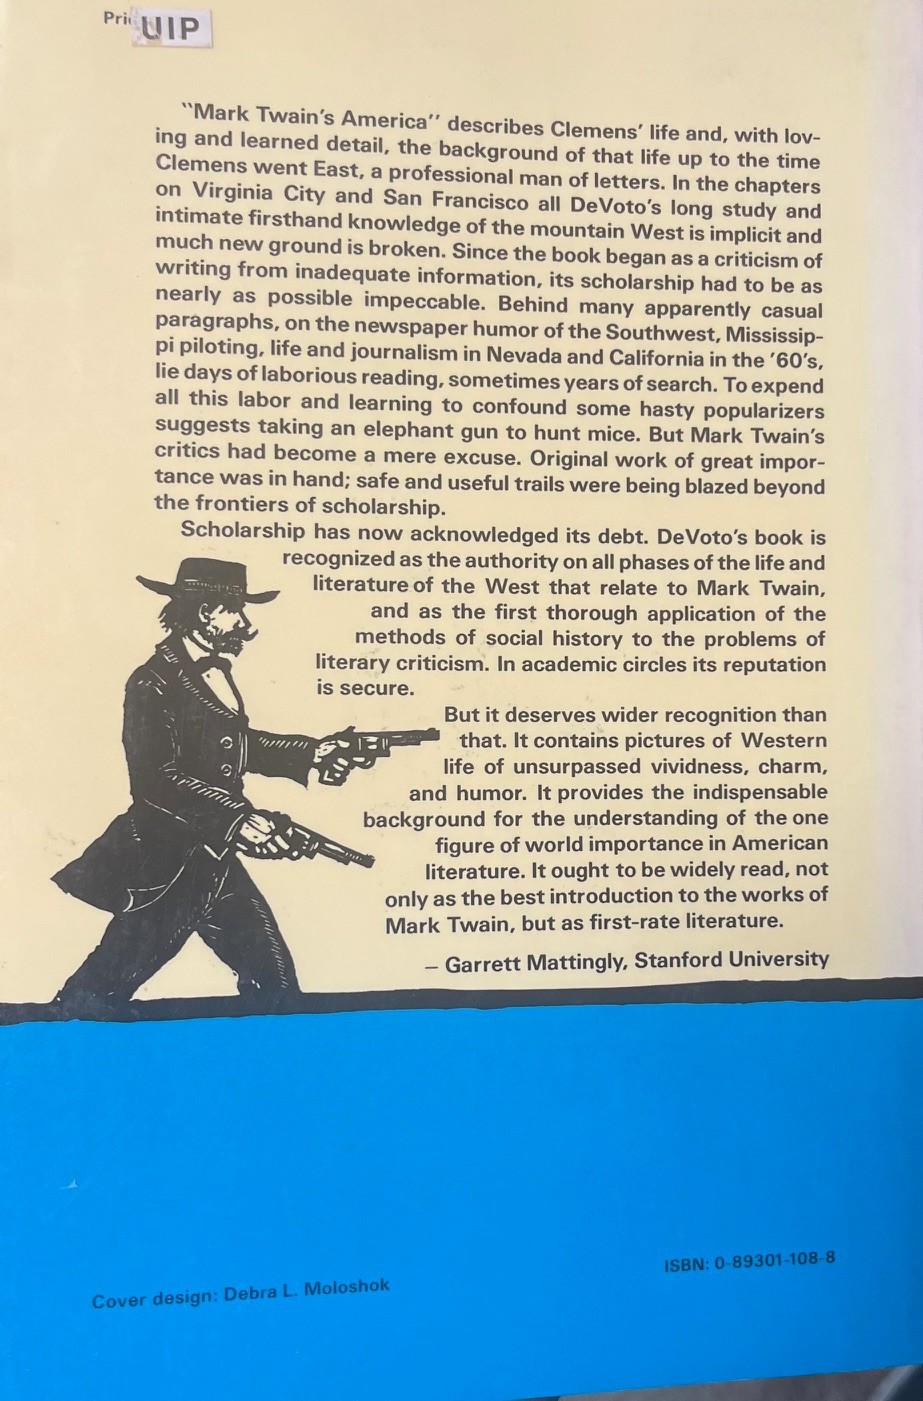 Pri
UIP
"Mark Twain's America" describes Clemens' life and, with lov-
ing and learned detail, the background of that life up to the time
Clemens went East, a professional man of letters. In the chapters
on Virginia City and San Francisco all DeVoto's long study and
intimate firsthand knowledge of the mountain West is implicit and
much new ground is broken. Since the book began as a criticism of
writing from inadequate information, its scholarship had to be as
nearly as possible impeccable. Behind many apparently casual
paragraphs, on the newspaper humor of the Southwest, Mississip-
pi piloting, life and journalism in Nevada and California in the '60's,
lie days of laborious reading, sometimes years of search. To expend
all this labor and learning to confound some hasty popularizers
suggests taking an elephant gun to hunt mice. But Mark Twain's
critics had become a mere excuse. Original work of great impor-
tance was in hand; safe and useful trails were being blazed beyond
the frontiers of scholarship.
Scholarship has now acknowledged its debt. DeVoto's book is
recognized as the authority on all phases of the life and
literature of the West that relate to Mark Twain,
and as the first thorough application of the
methods of social history to the problems of
literary criticism. In academic circles its reputation
is secure.
But it deserves wider recognition than
that. It contains pictures of Western
life of unsurpassed vividness, charm,
and humor. It provides the indispensable
background for the understanding of the one
figure of world importance in American
literature. It ought to be widely read, not
only as the best introduction to the works of
Mark Twain, but as first-rate literature.
– Garrett Mattingly, Stanford University
ISBN: 0-89301-108-8
Cover design: Debra L. Moloshok